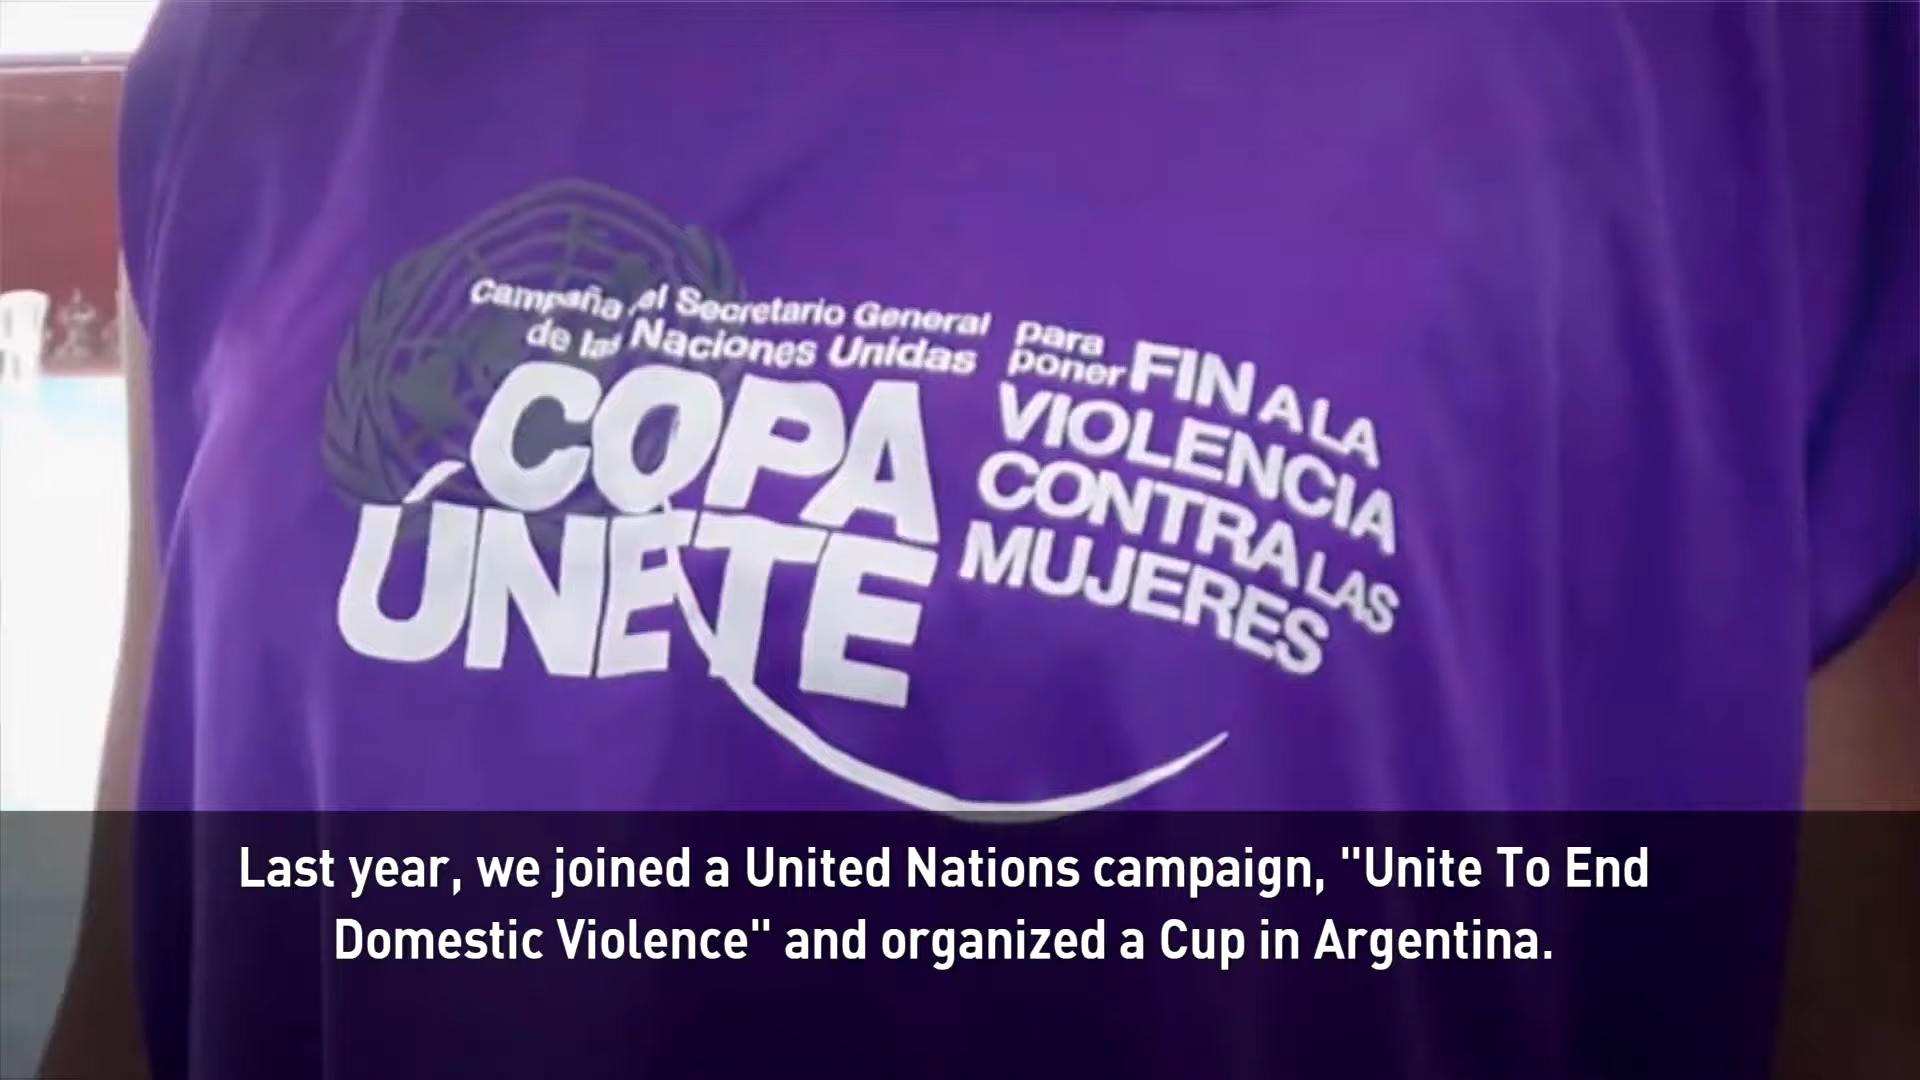 Campaña del Secretario General
de las Naciones Unidas
para
poner FIN A LA
VIOLENCIA
CONTRA LAS
MUJERES
COPA
ÚNETE
Last year, we joined a United Nations campaign, "Unite To End
Domestic Violence" and organized a Cup in Argentina.